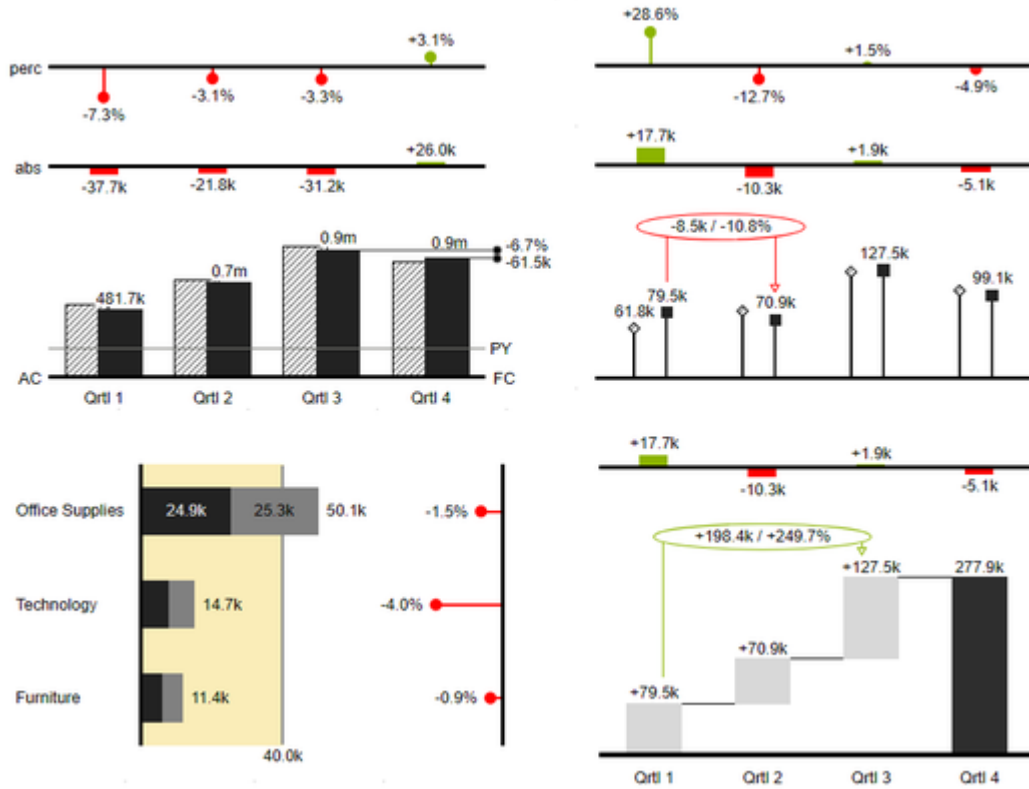 +3.1%
perc
-7.3%
-3.1%
-3.3%
+26.0k
abs
-37.7k
-21.8k
-31.2k
481.7k
0.7m
0.9m
0.9m
-6.7%
-61.5k
PY
AC
FC
Qrtl 1
Qrtl 2
Qrtl 3
Qrtl 4
+28.6%
-12.7%
+1.5%
-4.9%
+17.7k
-10.3k
+1.9k
-5.1k
-8.5k / -10.8%
61.8k
79.5k
70.9k
127.5k
99.1k
Office Supplies
24.9k
25.3k
50.1k
-1.5%
Technology
14.7k
-4.0%
Furniture
11.4k
-0.9%
40.0k
+17.7k
-10.3k
+1.9k
-5.1k
+198.4k / +249.7%
+79.5k
+70.9k
+127.5k
277.9k
Qrtl 1
Qrtl 2
Qrtl 3
Qrtl 4